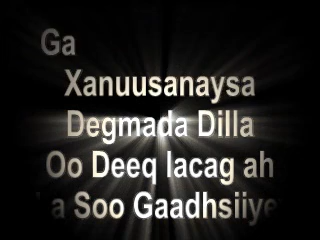 Ga
Xanuusanaysa
Degmada Dilla
Oo Deeq lacag ah
Soo Gaadhsiiye